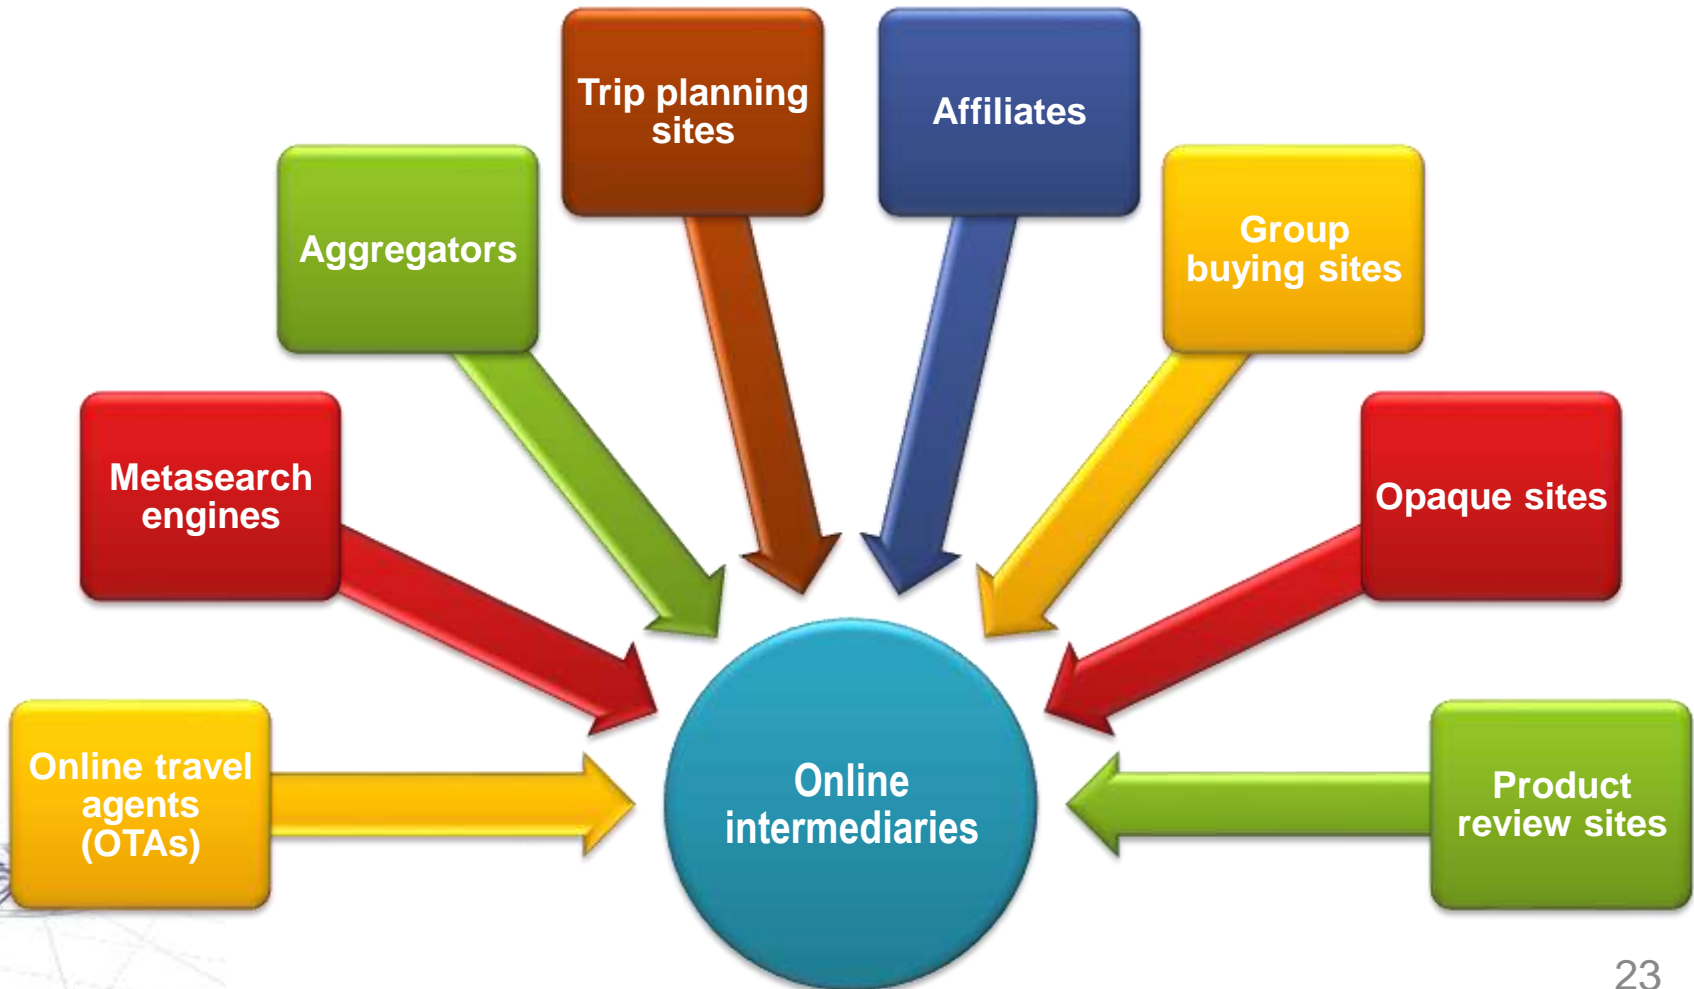 Trip planning
sites
Affiliates
Aggregators
Group
buying sites
Metasearch
engines
Opaque sites
Online travel
agents
(OTAs)
Online
intermediaries
Product
review sites
23